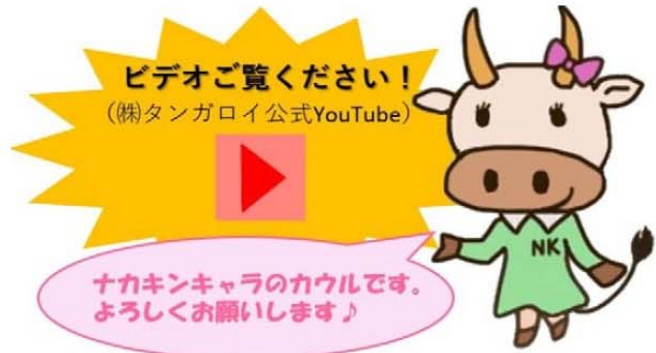 ビデオご覧ください！
（㈱タンガロイ公式YouTube）
NK
ナカキンキャラのカウルです。
よろしくお願いします♪